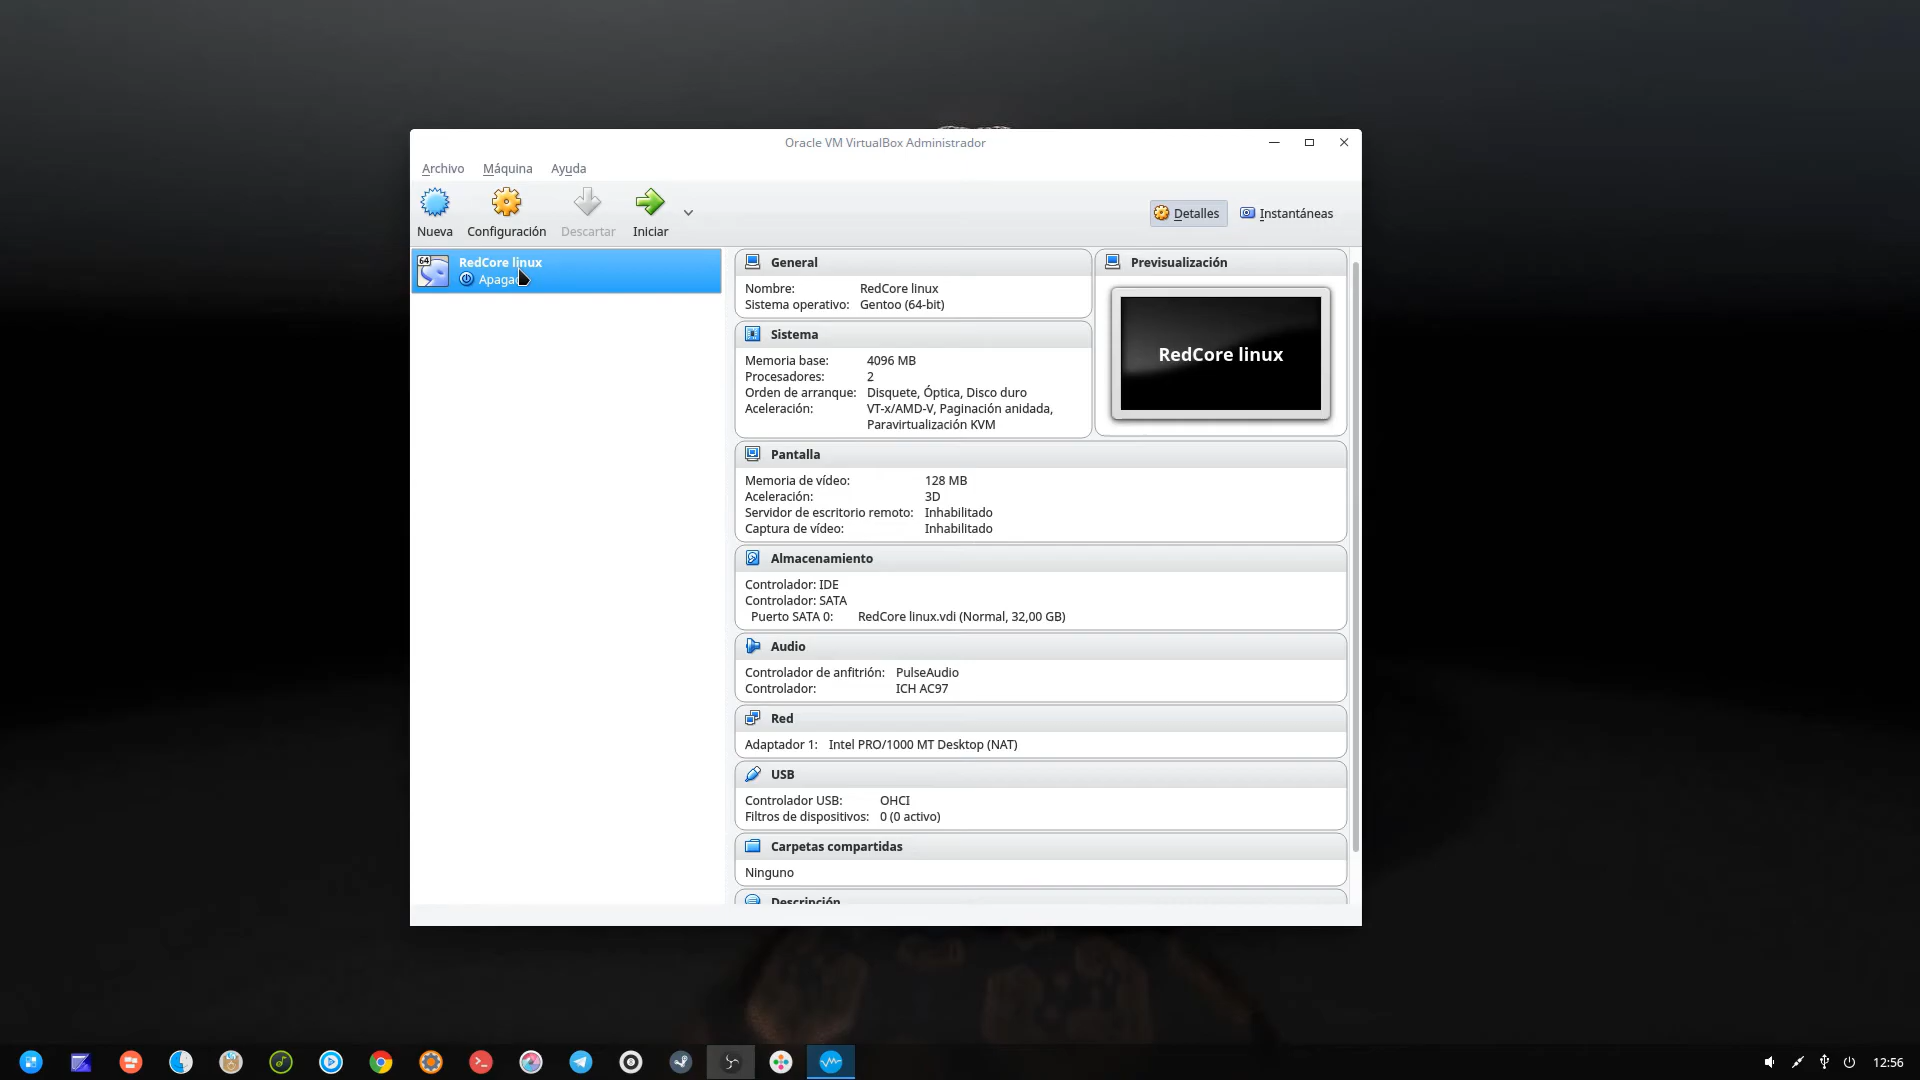 Oracle VM VirtualBox Administrador
Archivo Máquina Ayuda
Nueva Configuración Descartar Iniciar
Detalles Instantáneas
64
RedCore linux
General
Nombre: RedCore linux
Sistema operativo: Gentoo (64-bit)
Previsualización
RedCore linux
Sistema
Memoria base: 4096 MB
Procesadores: 2
Orden de arranque: Disquete, Óptica, Disco duro
Aceleración: VT-x/AMD-V, Paginación anidada,
Paravirtualización KVM
Pantalla
Memoria de vídeo: 128 MB
Aceleración: 3D
Servidor de escritorio remoto: Inhabilitado
Captura de vídeo: Inhabilitado
Almacenamiento
Controlador: IDE
Controlador: SATA
Puerto SATA 0: RedCore linux.vdi (Normal, 32,00 GB)
Audio
Controlador de anfitrión: PulseAudio
Controlador: ICH AC97
Red
Adaptador 1: Intel PRO/1000 MT Desktop (NAT)
USB
Controlador USB: OHCI
Filtros de dispositivos: 0 (0 activo)
Carpetas compartidas
Ninguno
Descripción
12:56